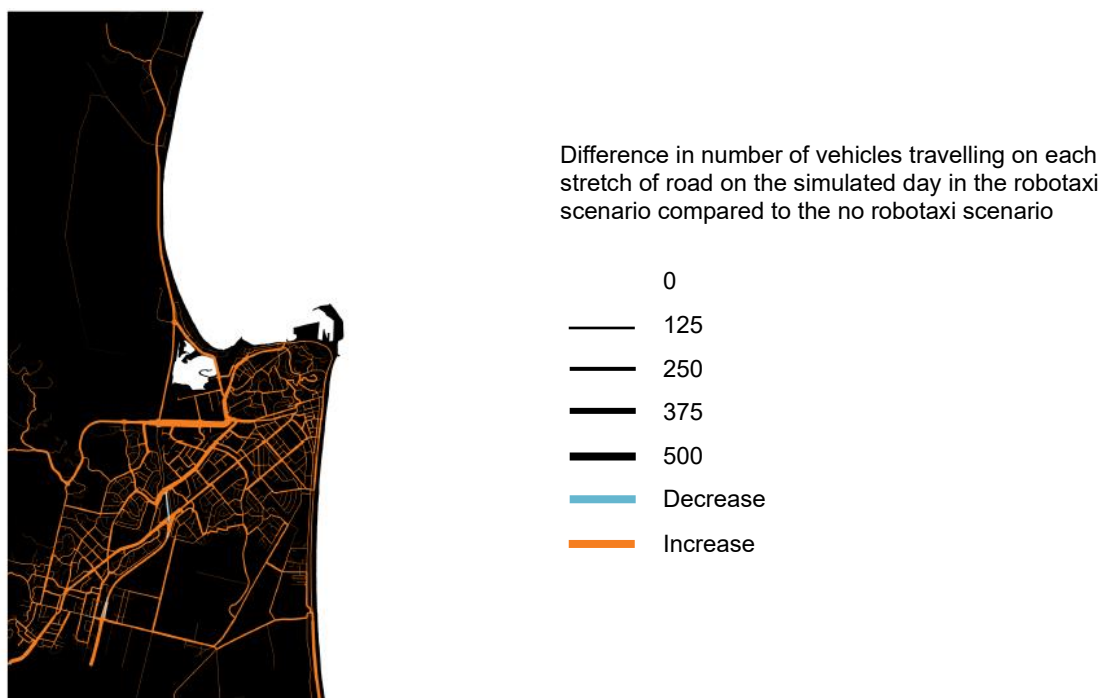 Difference in number of vehicles travelling on each
stretch of road on the simulated day in the robotaxi
scenario compared to the no robotaxi scenario
0
125
250
375
500
Decrease
Increase